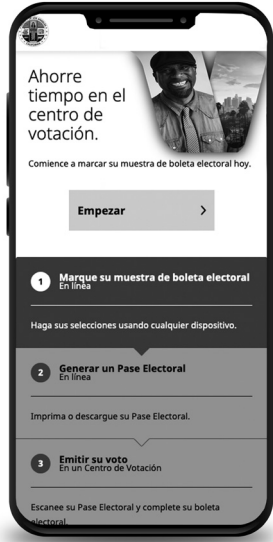 Ahorre
tiempo en el
centro de
votación.
Comience a marcar su muestra de boleta electoral hoy.
Empezar
1 Marque su muestra de boleta electoral
En línea
Haga sus selecciones usando cualquier dispositivo.
2 Generar un Pase Electoral
En línea
Imprima o descargue su Pase Electoral.
3 Emitir su voto
En un Centro de Votación
Escanee su Pase Electoral y complete su boleta
electoral.